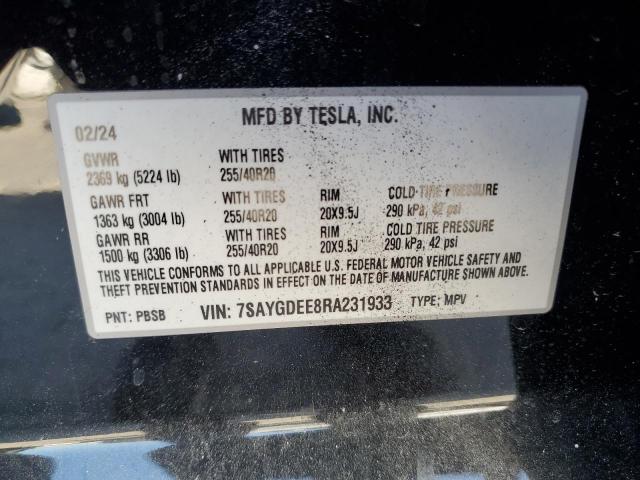 MFD BY TESLA, INC.
02/24
GVWR WITH TIRES
2369 kg (5224 lb) 255/40R20
GAWR FRT WITH TIRES RIM COLD TIRE PRESSURE
1363 kg (3004 lb) 255/40R20 20X9.5J 290 kPa, 42 psi
GAWR RR WITH TIRES RIM COLD TIRE PRESSURE
1500 kg (3306 lb) 255/40R20 20X9.5J 290 kPa, 42 psi
THIS VEHICLE CONFORMS TO ALL APPLICABLE U.S. FEDERAL MOTOR VEHICLE SAFETY AND
THEFT PREVENTION STANDARDS IN EFFECT ON THE DATE OF MANUFACTURE SHOWN ABOVE.
PNT: PBSB VIN: 7SAYGDEE8RA231933 TYPE: MPV